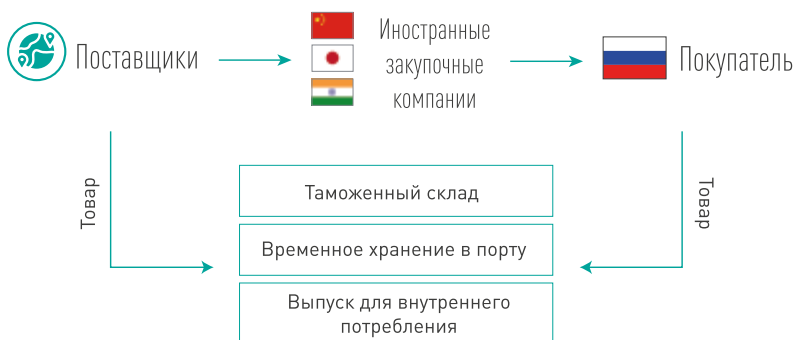 Поставщики
Иностранные
закупочные
компании
Покупатель
Товар
Таможенный склад
Временное хранение в порту
Выпуск для внутреннего
потребления
Товар